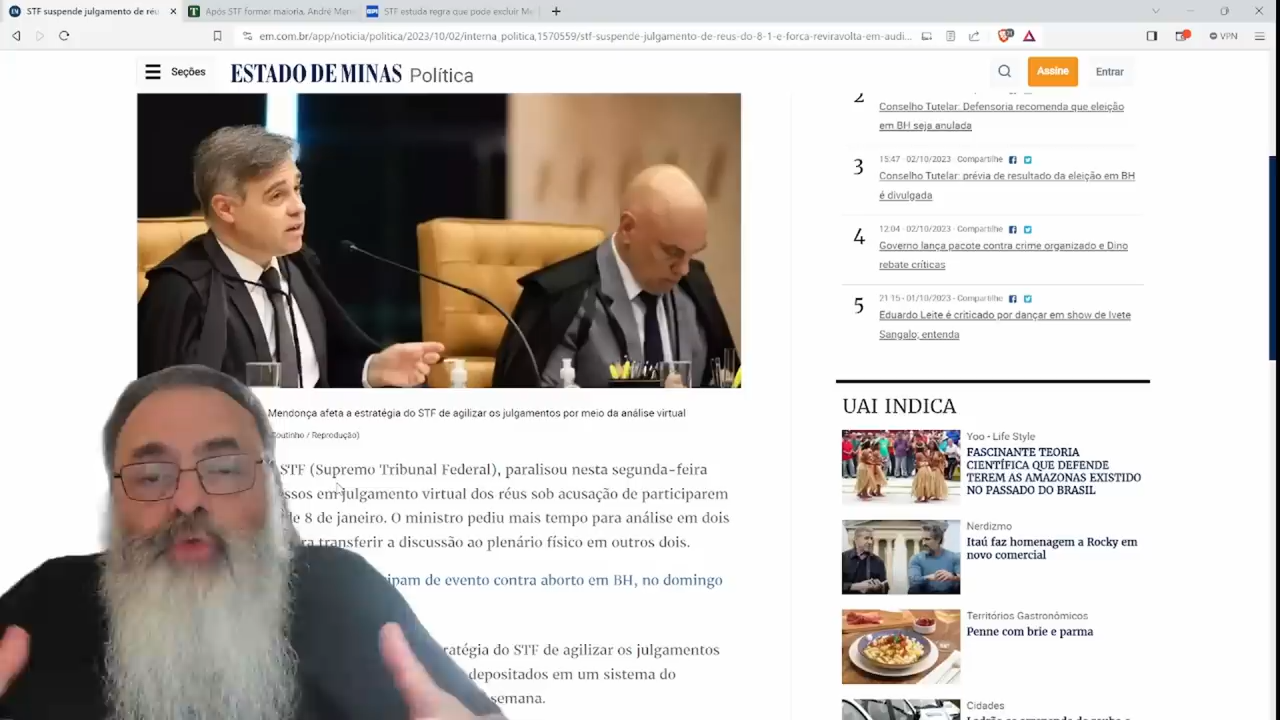 STF suspende julgamento de réu
Após STF formar maioria, André Men
STF estuda regra que pode excluir M
em.com.br/app/noticia/politica/2023/10/02/interna_politica,1570559/stf-suspende-julgamento-de-reus-do-8-1-e-forca-reviravolta-em-audi...
VPN
Seções
ESTADO DE MINAS Política
Assine
Entrar
Mendonça afeta a estratégia do STF de agilizar os julgamentos por meio da análise virtual
Coutinho / Reprodução)
STF (Supremo Tribunal Federal), paralisou nesta segunda-feira
ssos em julgamento virtual dos réus sob acusação de participarem
de 8 de janeiro. O ministro pediu mais tempo para análise em dois
ra transferir a discussão ao plenário físico em outros dois.
ipam de evento contra aborto em BH, no domingo
ratégia do STF de agilizar os julgamentos
depositados em um sistema do
semana.
2
Conselho Tutelar: Defensoria recomenda que eleição
em BH seja anulada
3
15:47 - 02/10/2023 - Compartilhe
Conselho Tutelar: prévia de resultado da eleição em BH
é divulgada
4
12:04 - 02/10/2023 - Compartilhe
Governo lança pacote contra crime organizado e Dino
rebate críticas
5
21:15 - 01/10/2023 - Compartilhe
Eduardo Leite é criticado por dançar em show de Ivete
Sangalo; entenda
UAI INDICA
Yoo - Life Style
FASCINANTE TEORIA
CIENTÍFICA QUE DEFENDE
TEREM AS AMAZONAS EXISTIDO
NO PASSADO DO BRASIL
Nerdizmo
Itaú faz homenagem a Rocky em
novo comercial
Territórios Gastronômicos
Penne com brie e parma
Cidades